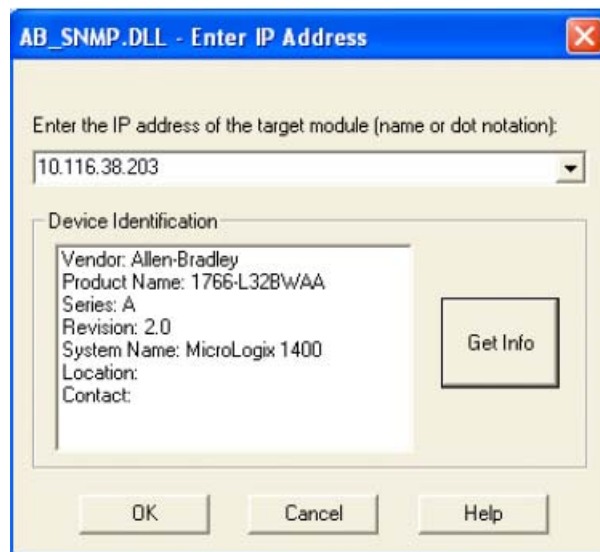 AB_SNMP.DLL - Enter IP Address
Enter the IP address of the target module (name or dot notation):
10.116.38.203
Device Identification
Vendor: Allen-Bradley
Product Name: 1766-L32BWAA
Series: A
Revision: 2.0
System Name: MicroLogix 1400
Location:
Contact:
Get Info
OK
Cancel
Help